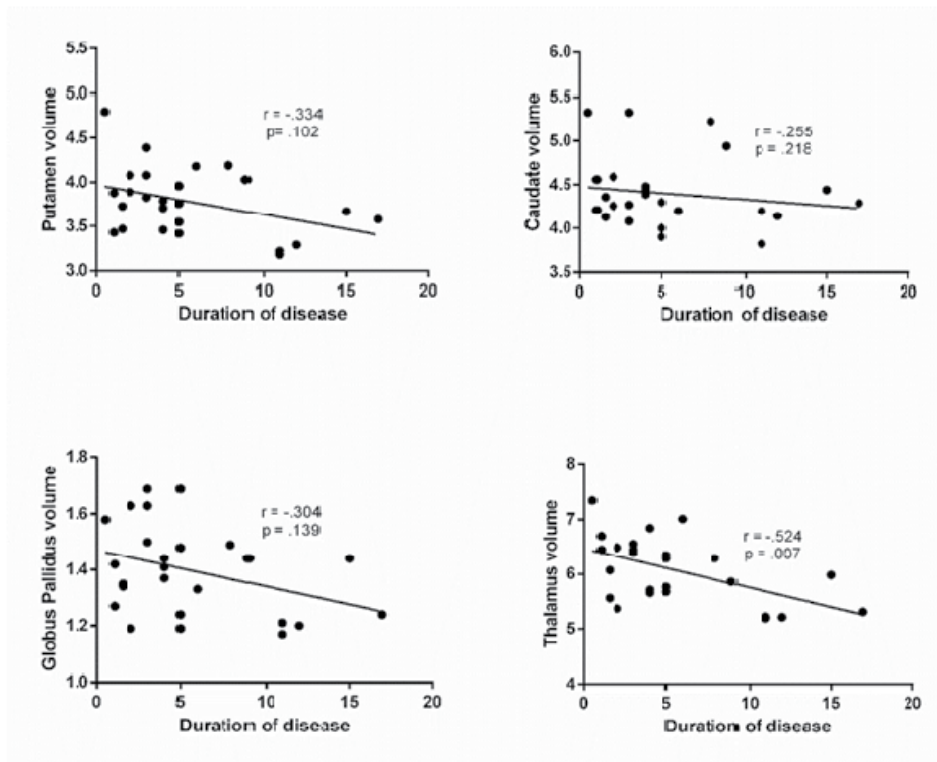 5.5
5.0
4.5
4.0
3.5
3.0
Putamen volume
r = -.334
p= .102
0 5 10 15 20
Duration of disease
6.0
5.5
5.0
4.5
4.0
3.5
Caudate volume
r = -.255
p = .218
0 5 10 15 20
Duration of disease
1.8
1.6
1.4
1.2
1.0
Globus Pallidus volume
r = -.304
p = .139
0 5 10 15 20
Duration of disease
8
7
6
5
4
Thalamus volume
r = -.524
p = .007
0 5 10 15 20
Duration of disease